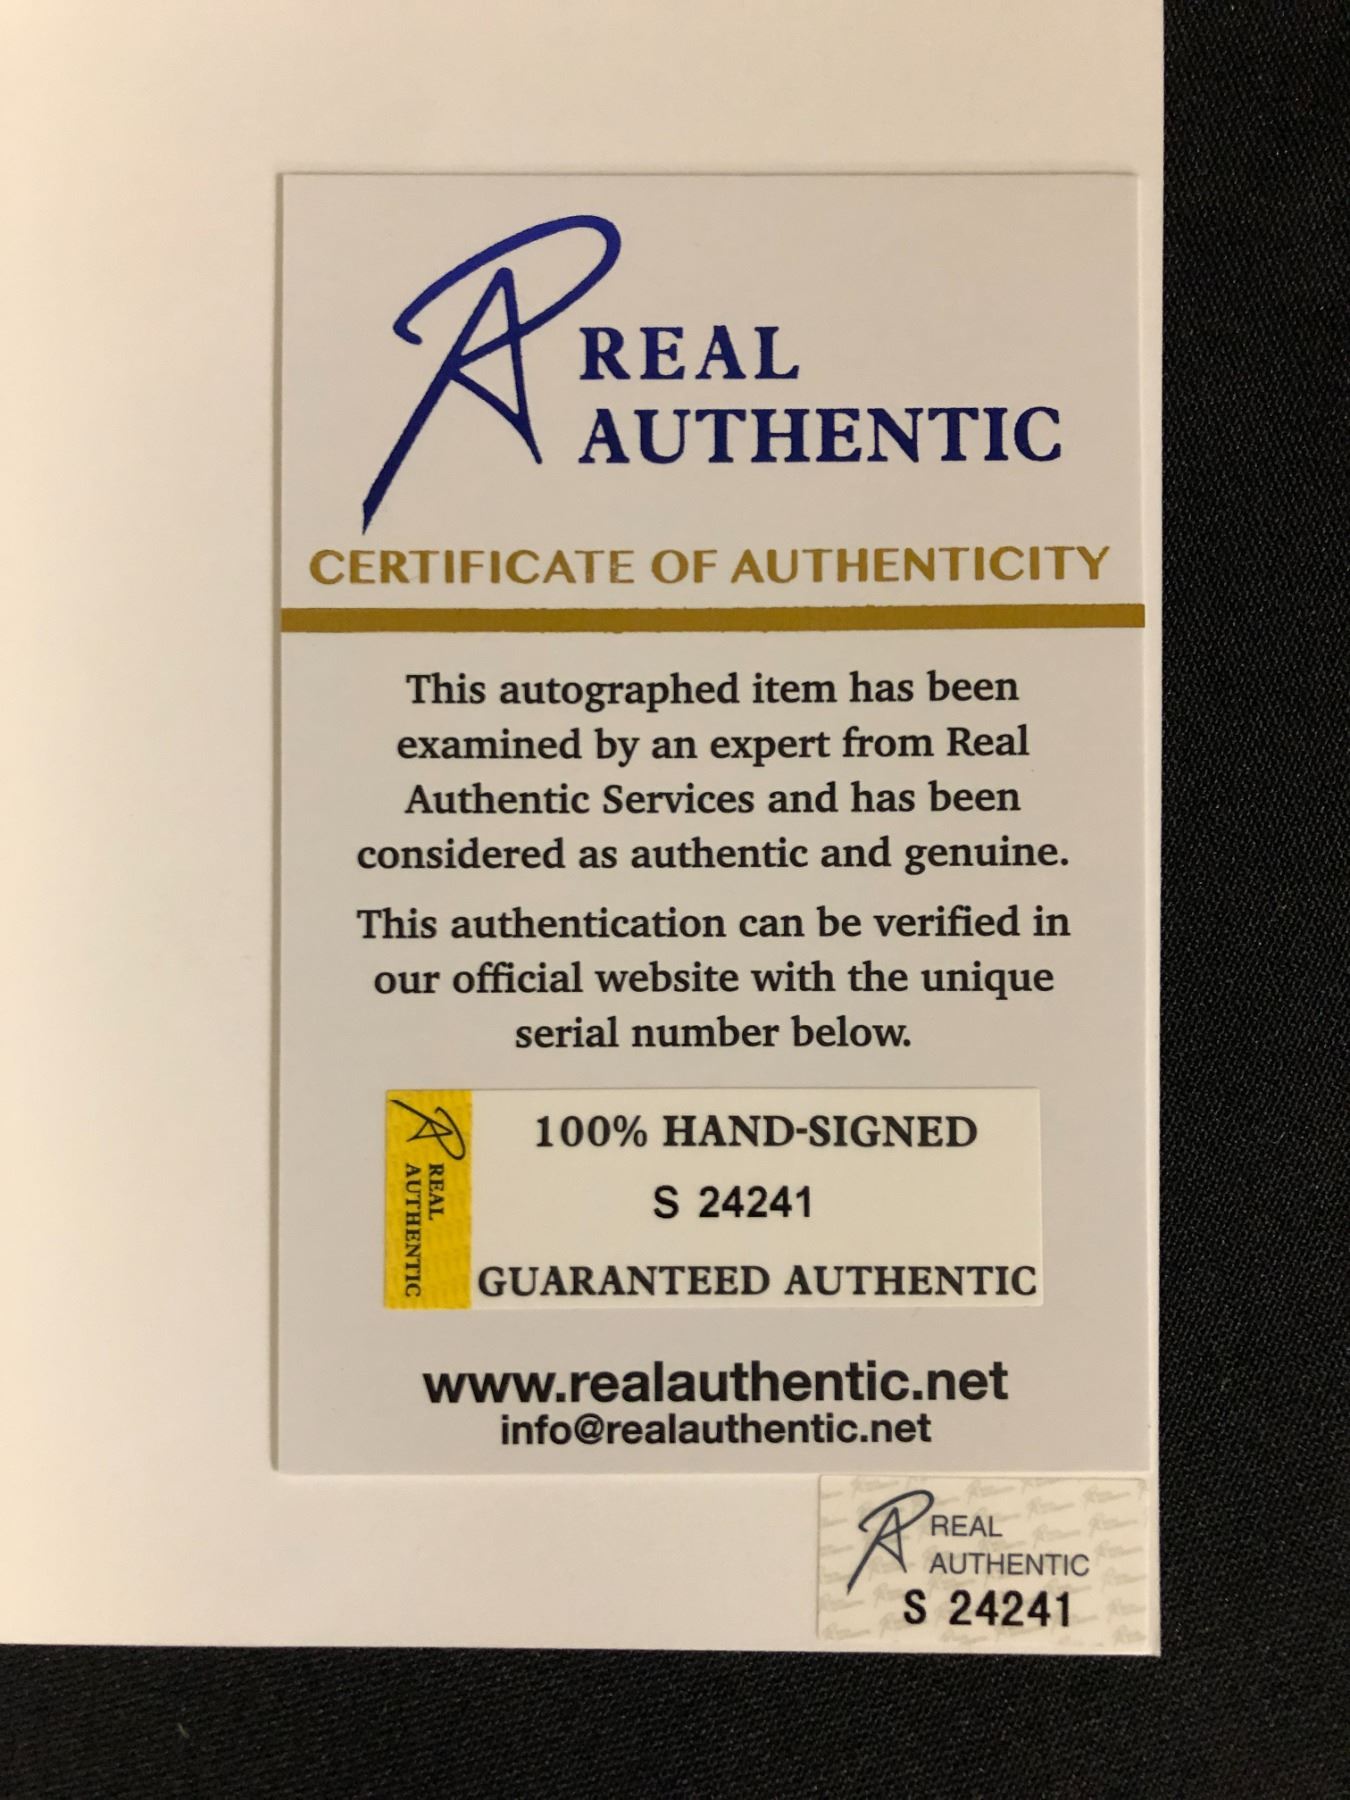 REAL
AUTHENTIC
CERTIFICATE OF AUTHENTICITY
This autographed item has been
examined by an expert from Real
Authentic Services and has been
considered as authentic and genuine.
This authentication can be verified in
our official website with the unique
serial number below.
REAL
AUTHENTIC
100% HAND-SIGNED
S 24241
GUARANTEED AUTHENTIC
www.realauthentic.net
info@realauthentic.net
REAL
AUTHENTIC
S 24241